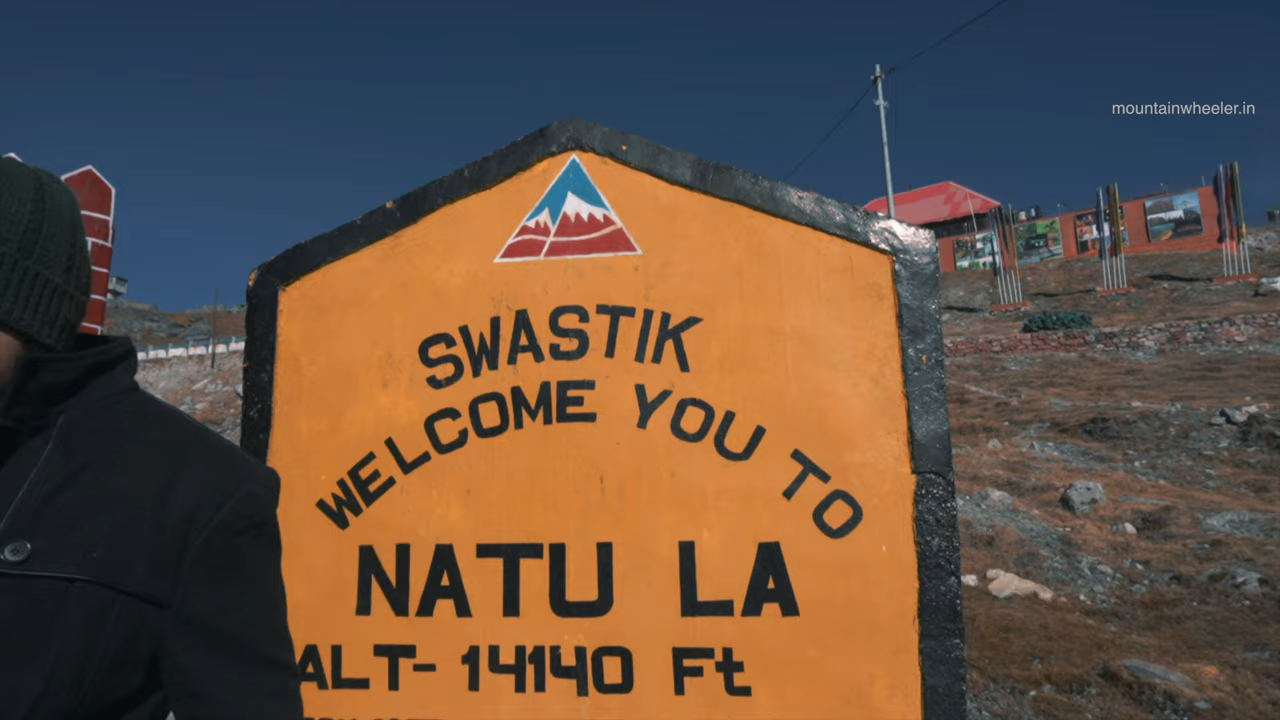 mountainwheeler.in
SWASTIK
WELCOME YOU TO
NATU LA
ALT- 14140 Ft